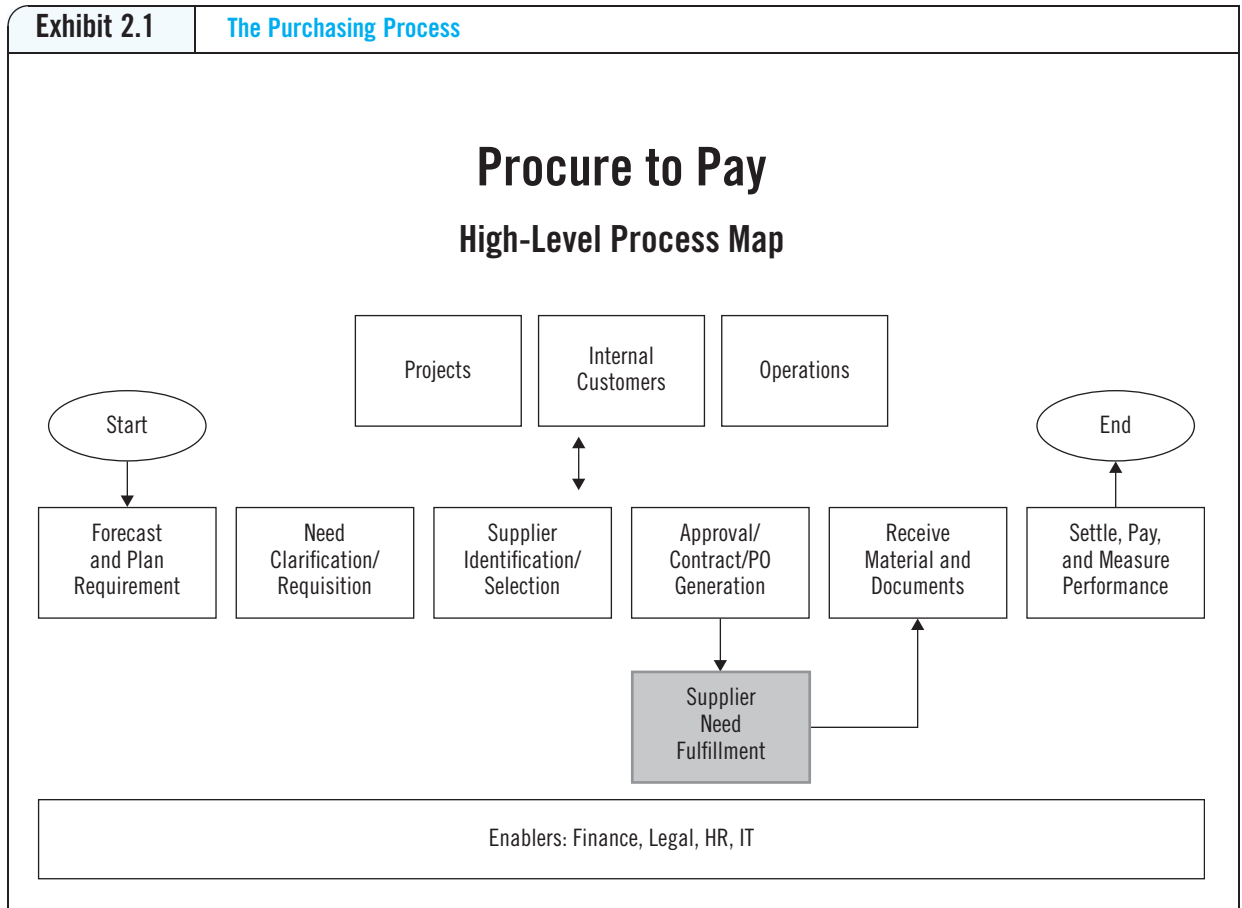 Exhibit 2.1
The Purchasing Process
Procure to Pay
High-Level Process Map
Projects
Internal
Customers
Operations
Start
End
Forecast
and Plan
Requirement
Need
Clarification/
Requisition
Supplier
Identification/
Selection
Approval/
Contract/PO
Generation
Receive
Material and
Documents
Settle, Pay,
and Measure
Performance
Supplier
Need
Fulfillment
Enablers: Finance, Legal, HR, IT